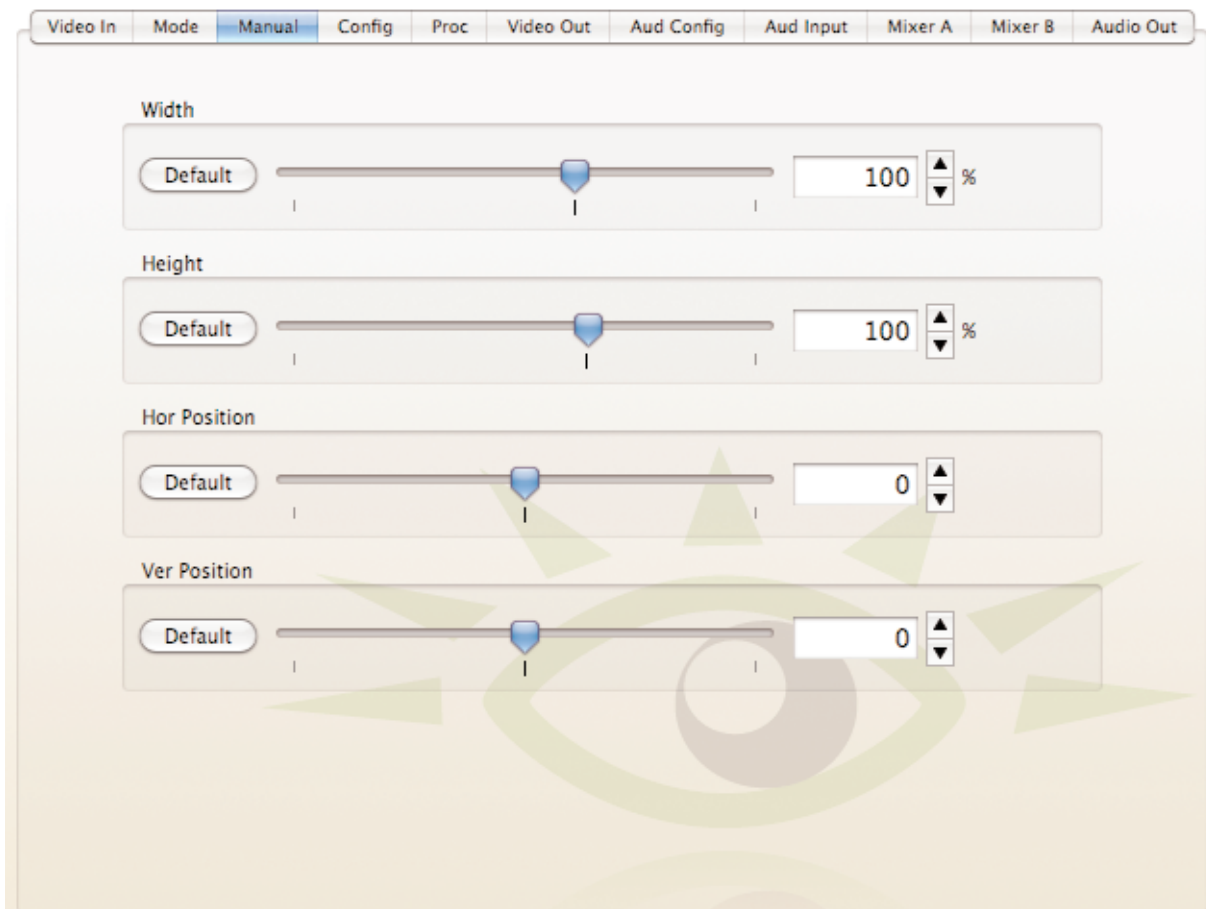 Video In Mode Manual Config Proc Video Out Aud Config Aud Input Mixer A Mixer B Audio Out
Width
Default 100 %
Height
Default 100 %
Hor Position
Default 0
Ver Position
Default 0